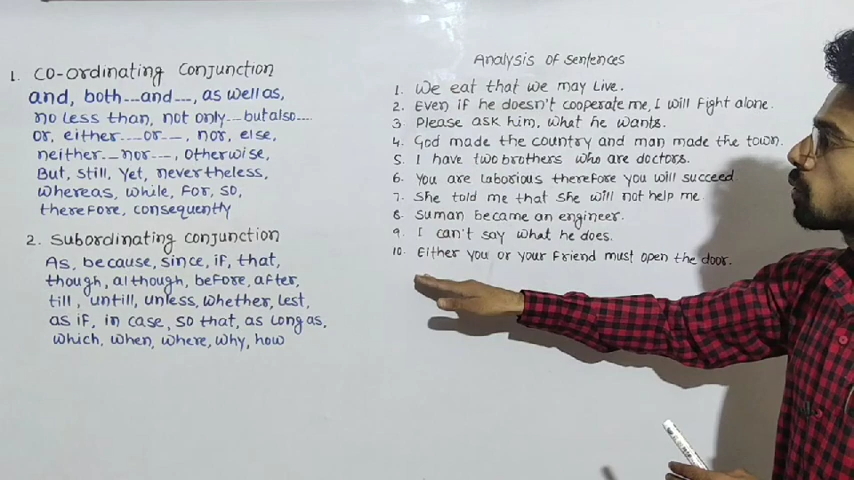 1. CO-ordinating Conjunction
and, both---and---, as well as,
no less than, not only---but also---
or, either---or---, nor, else,
neither---nor---, otherwise,
But, still, yet, nevertheless,
whereas, while, for, so,
therefore, consequently
2. Subordinating conjunction
As, because, since, if, that,
though, although, before, after,
till, untill, unless, whether, lest,
as if, in case, so that, as long as,
which, when, where, why, how
Analysis of sentences
1. We eat that we may live.
2. Even if he doesn't cooperate me, I will fight alone.
3. Please ask him, what he wants.
4. God made the country and man made the town.
5. I have two brothers who are doctors.
6. You are laborious therefore you will succeed
7. She told me that she will not help me.
8. Suman became an engineer.
9. I can't say what he does.
10. Either you or your friend must open the door.